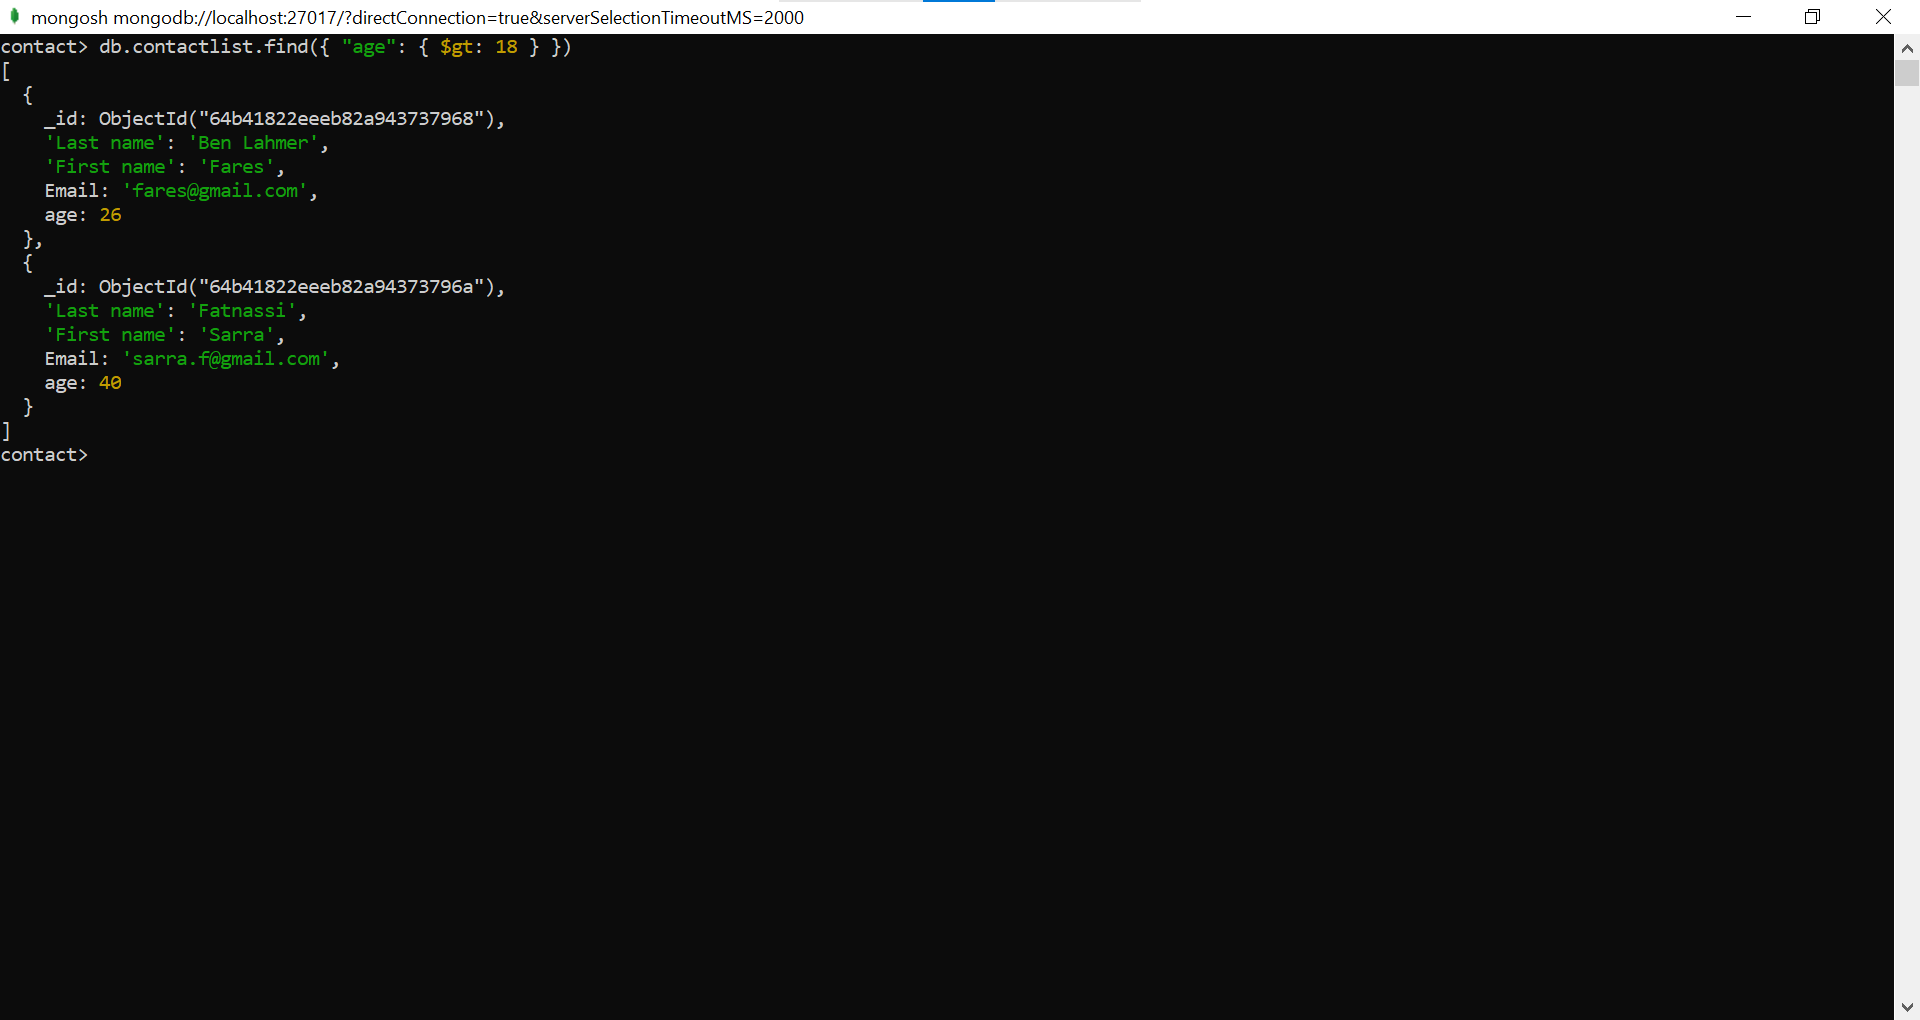 mongosh mongodb://localhost:27017/?directConnection=true&serverSelectionTimeoutMS=2000
contact> db.contactlist.find({ "age": { $gt: 18 } })
[
  {
    _id: ObjectId("64b41822eeeb82a943737968"),
    'Last name': 'Ben Lahmer',
    'First name': 'Fares',
    Email: 'fares@gmail.com',
    age: 26
  },
  {
    _id: ObjectId("64b41822eeeb82a94373796a"),
    'Last name': 'Fatnassi',
    'First name': 'Sarra',
    Email: 'sarra.f@gmail.com',
    age: 40
  }
]
contact>